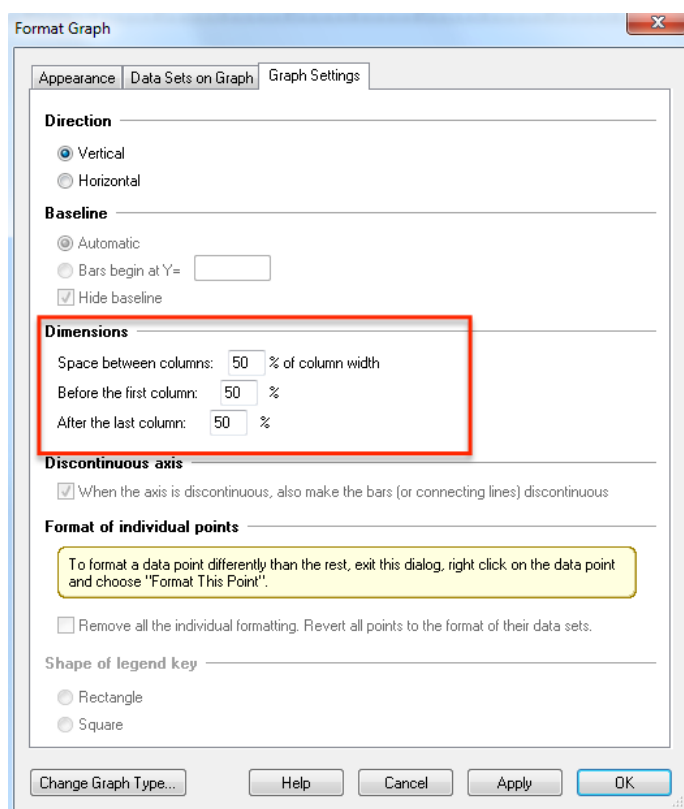 Format Graph
Appearance Data Sets on Graph Graph Settings
Direction
Vertical
Horizontal
Baseline
Automatic
Bars begin at Y=
Hide baseline
Dimensions
Space between columns: 50 % of column width
Before the first column: 50 %
After the last column: 50 %
Discontinuous axis
When the axis is discontinuous, also make the bars (or connecting lines) discontinuous
Format of individual points
To format a data point differently than the rest, exit this dialog, right click on the data point
and choose "Format This Point".
Remove all the individual formatting. Revert all points to the format of their data sets.
Shape of legend key
Rectangle
Square
Change Graph Type... Help Cancel Apply OK